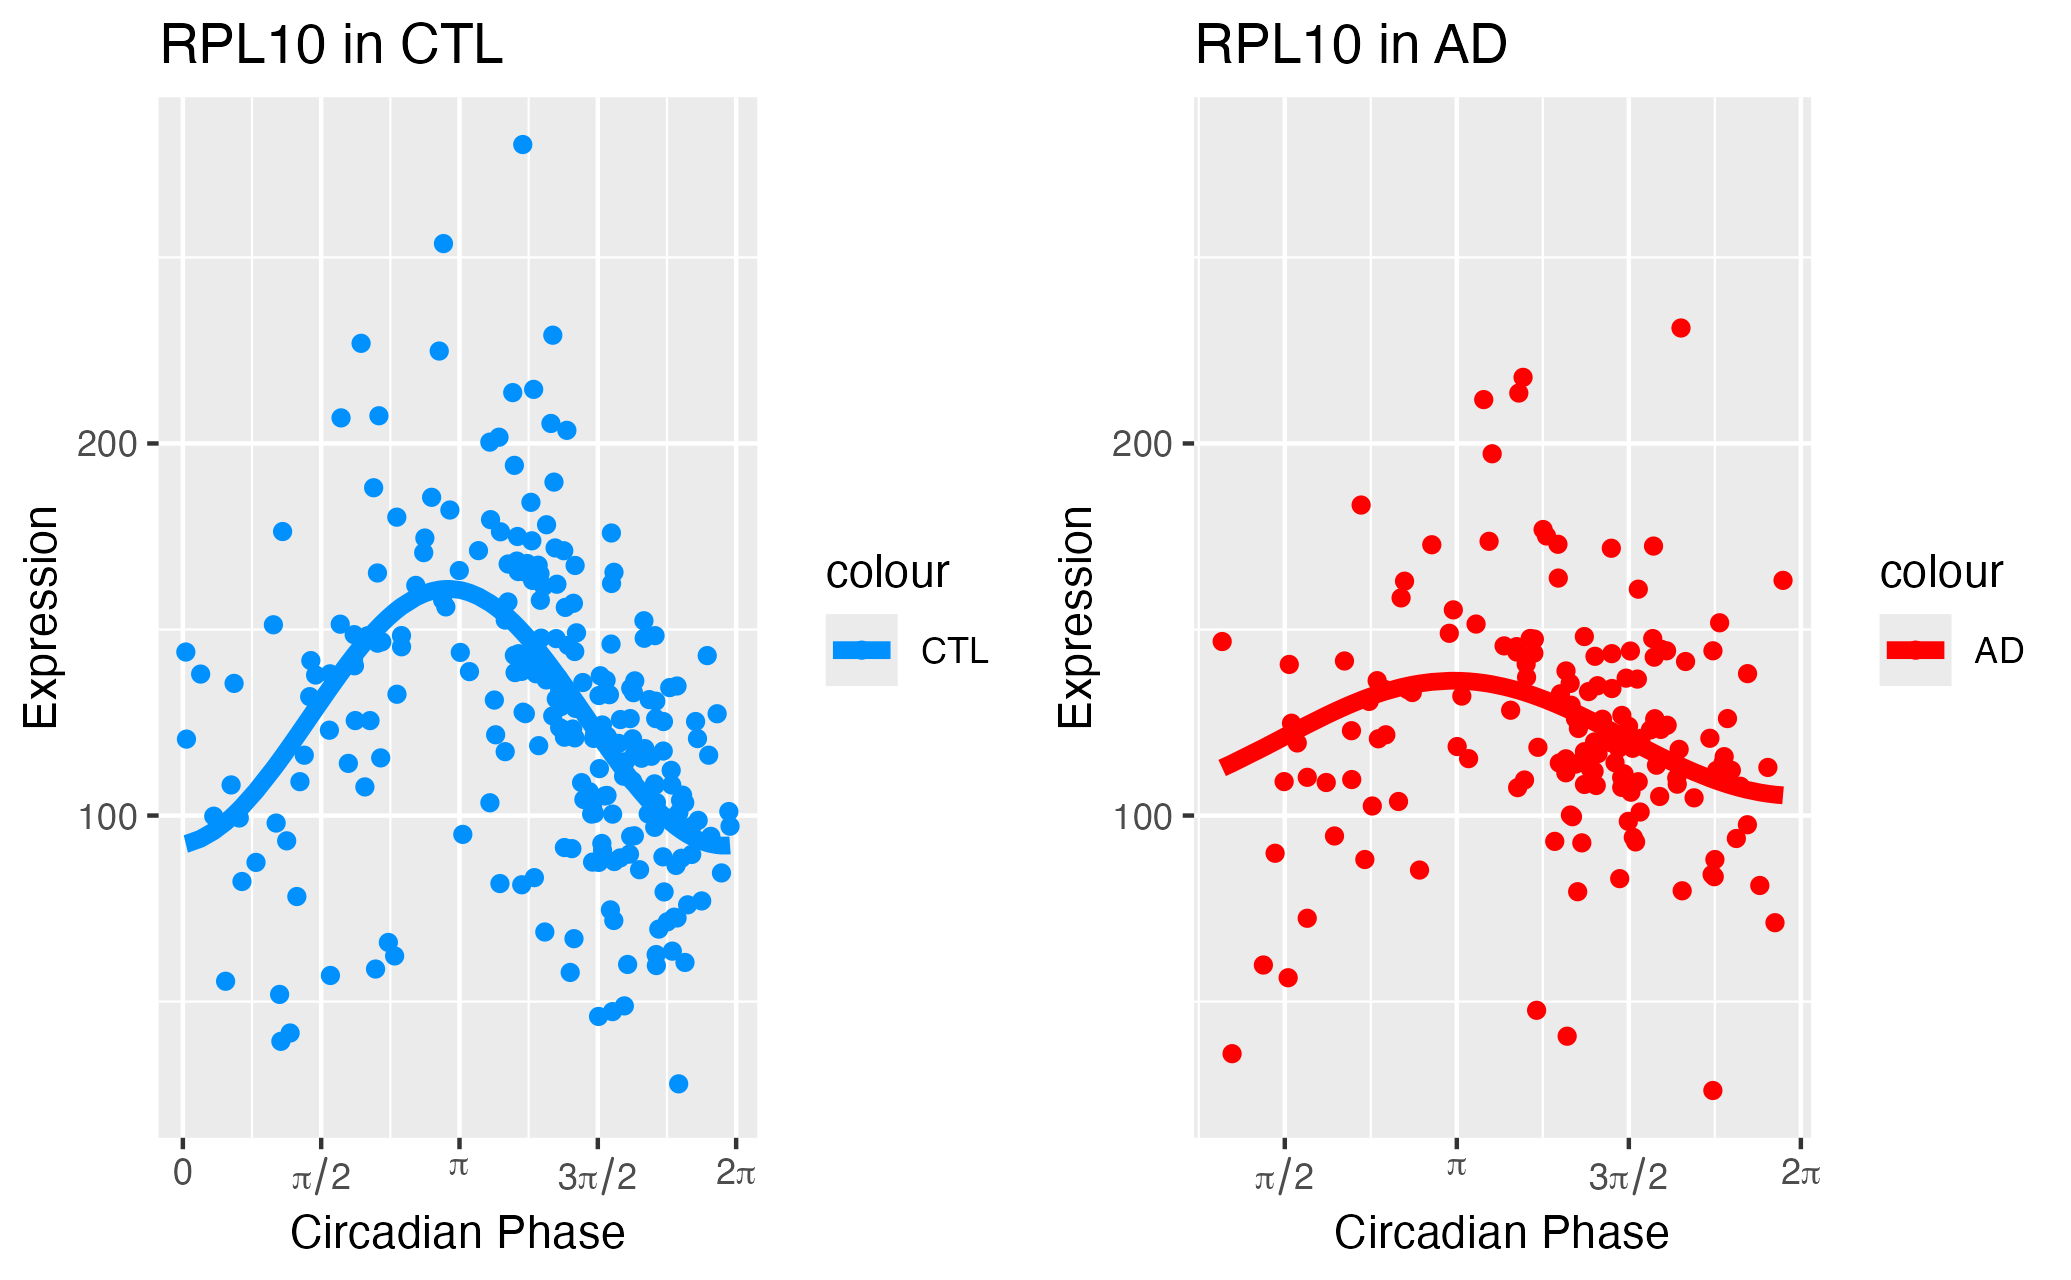 RPL10 in CTL
Expression
200
100
0
π/2
π
3π/2
2π
Circadian Phase
colour
CTL
RPL10 in AD
Expression
200
100
π/2
π
3π/2
2π
Circadian Phase
colour
AD